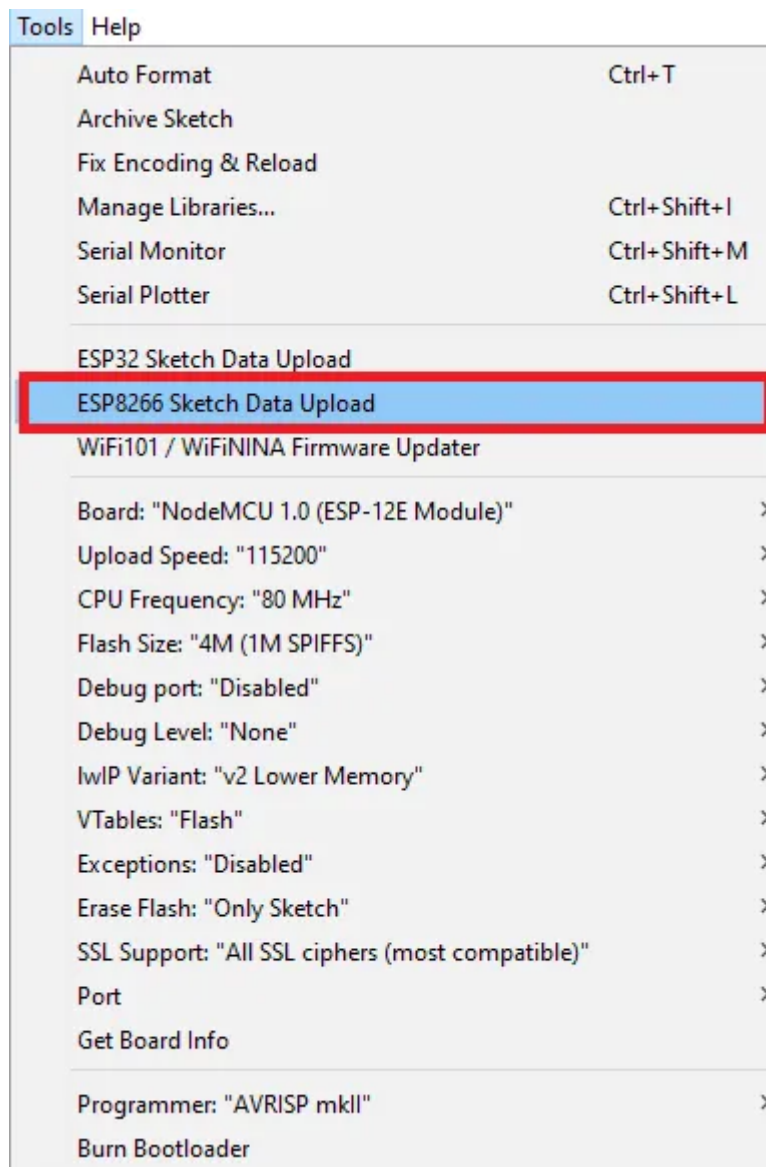 Tools Help
Auto Format Ctrl+T
Archive Sketch
Fix Encoding & Reload
Manage Libraries... Ctrl+Shift+I
Serial Monitor Ctrl+Shift+M
Serial Plotter Ctrl+Shift+L
ESP32 Sketch Data Upload
ESP8266 Sketch Data Upload
WiFi101 / WiFiNINA Firmware Updater
Board: "NodeMCU 1.0 (ESP-12E Module)"
Upload Speed: "115200"
CPU Frequency: "80 MHz"
Flash Size: "4M (1M SPIFFS)"
Debug port: "Disabled"
Debug Level: "None"
lwIP Variant: "v2 Lower Memory"
VTables: "Flash"
Exceptions: "Disabled"
Erase Flash: "Only Sketch"
SSL Support: "All SSL ciphers (most compatible)"
Port
Get Board Info
Programmer: "AVRISP mkII"
Burn Bootloader